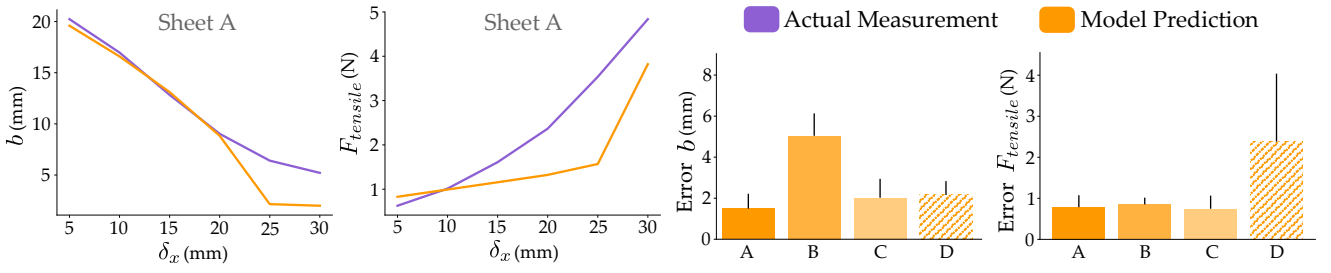 Actual Measurement
Model Prediction
Sheet A
b (mm)
20
15
10
5
5 10 15 20 25 30
δx (mm)
Sheet A
Ftensile (N)
5
4
3
2
1
5 10 15 20 25 30
δx (mm)
Error b (mm)
8
6
4
2
0
A B C D
Error Ftensile (N)
4
3
2
1
0
A B C D